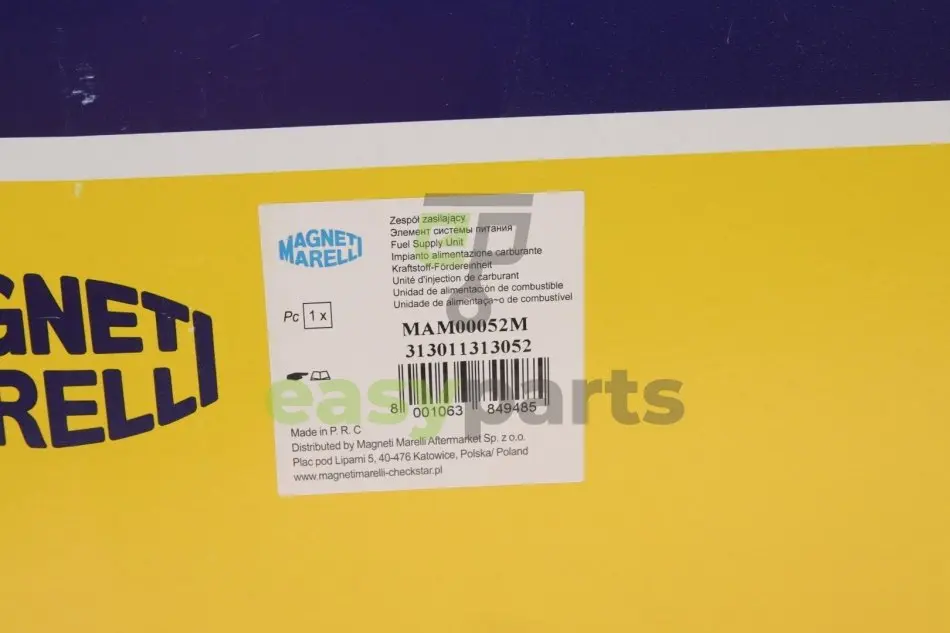 GNETI
RELLI
MAGNETI
MARELLI
Zespół zasilający
Элемент системы питания
Fuel Supply Unit
Impianto alimentazione carburante
Kraftstoff-Fördereinheit
Unité d'injection de carburant
Unidad de alimentación de combustible
Unidade de alimentaça~o de combustível
Pc 1 x
MAM00052M
313011313052
8 001063 849485
easyparts
Made in P. R. C
Distributed by Magneti Marelli Aftermarket Sp. z o.o.
Plac pod Lipami 5, 40-476 Katowice, Polska/ Poland
www.magnetimarelli-checkstar.pl